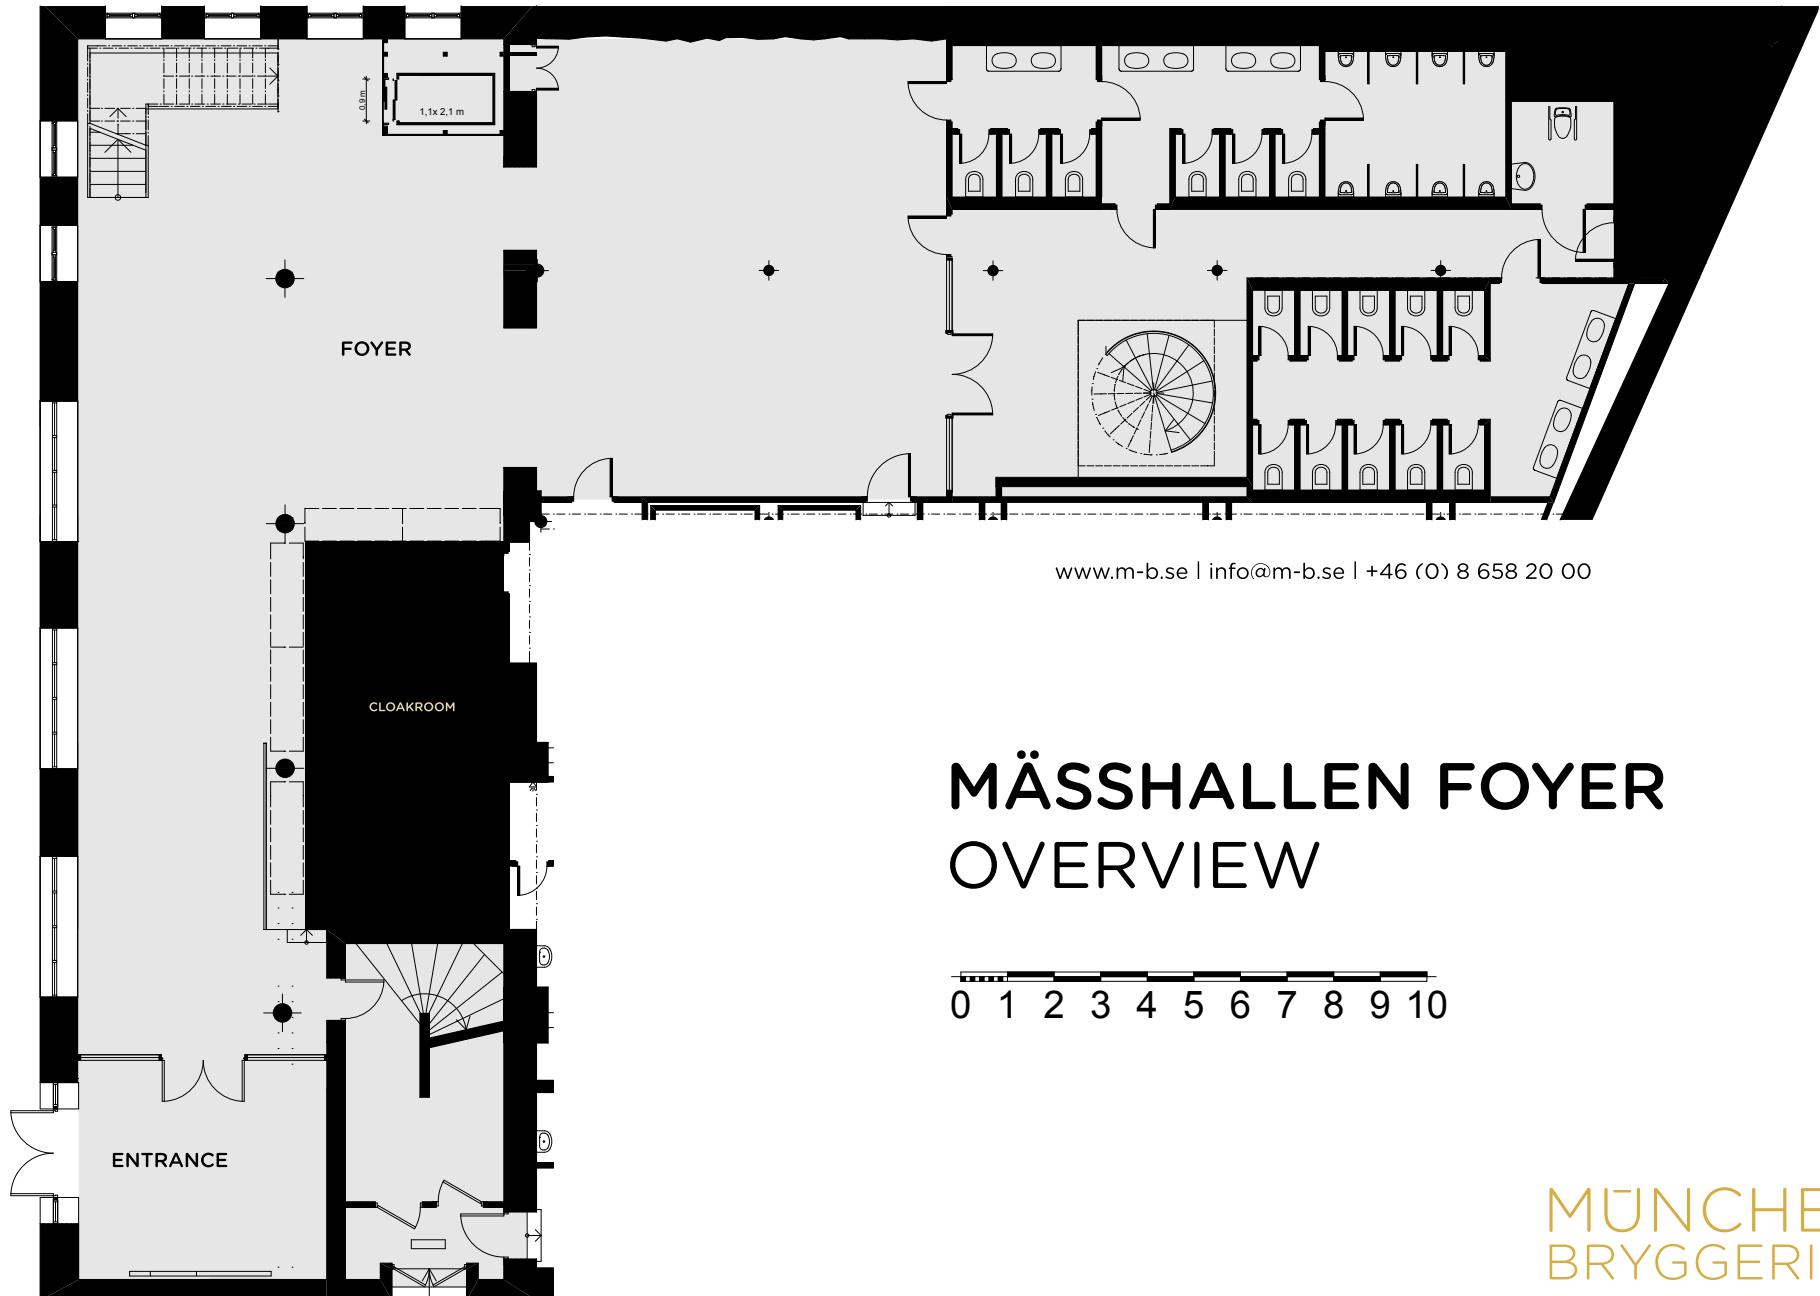 0,9 m
1,1x 2,1 m
FOYER
www.m-b.se | info@m-b.se | +46 (0) 8 658 20 00
CLOAKROOM
MÄSSHALLEN FOYER
OVERVIEW
0 1 2 3 4 5 6 7 8 9 10
ENTRANCE
MÜNCHE
BRYGGERI